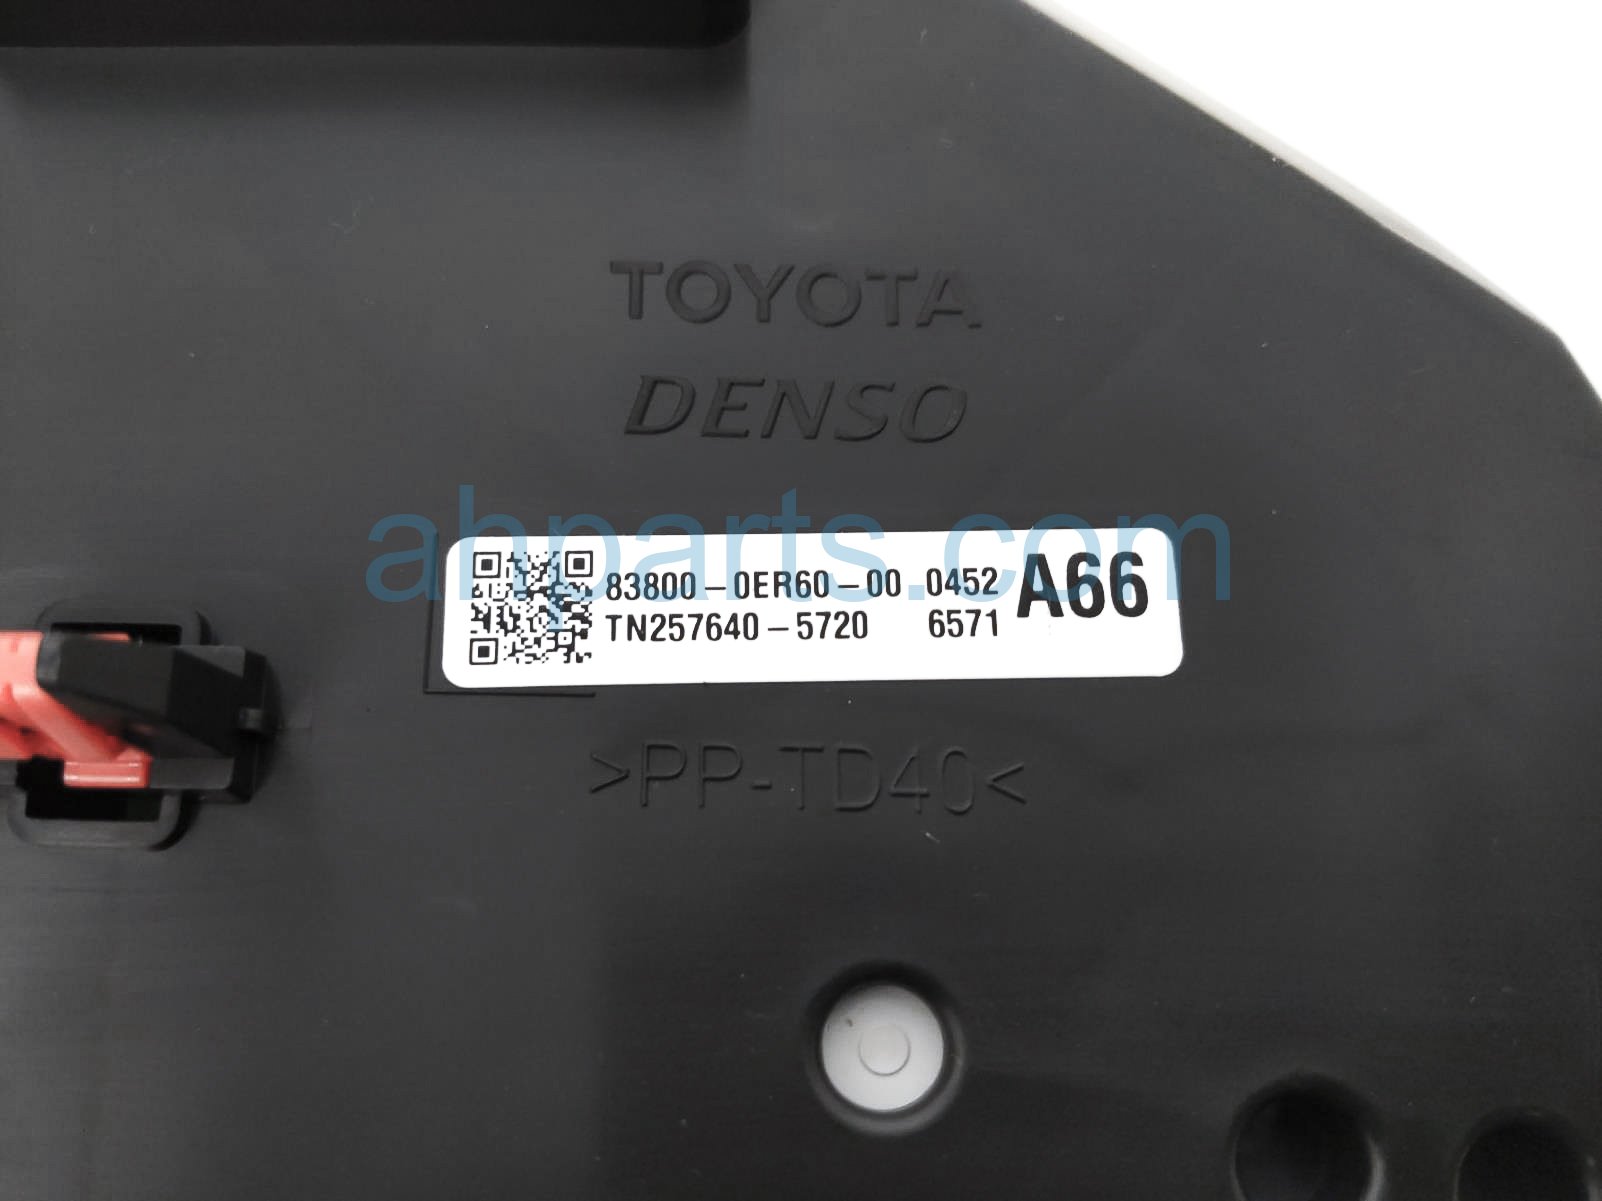 TOYOTA
DENSO
ahparts.com
83800-0ER60-00 0452 A66
TN257640-5720 6571
>PP-TD40<